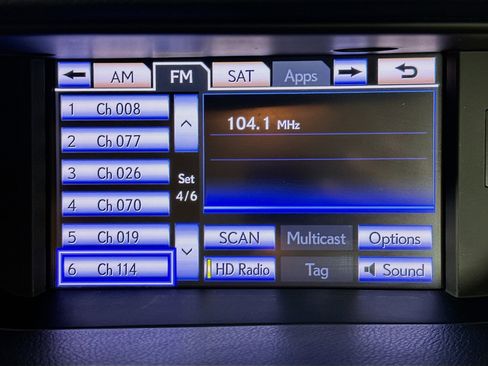 AM FM SAT Apps
1 Ch 008
104.1 MHz
2 Ch 077
3 Ch 026
Set
4/6
4 Ch 070
5 Ch 019
SCAN Multicast Options
6 Ch 114
HD Radio Tag Sound